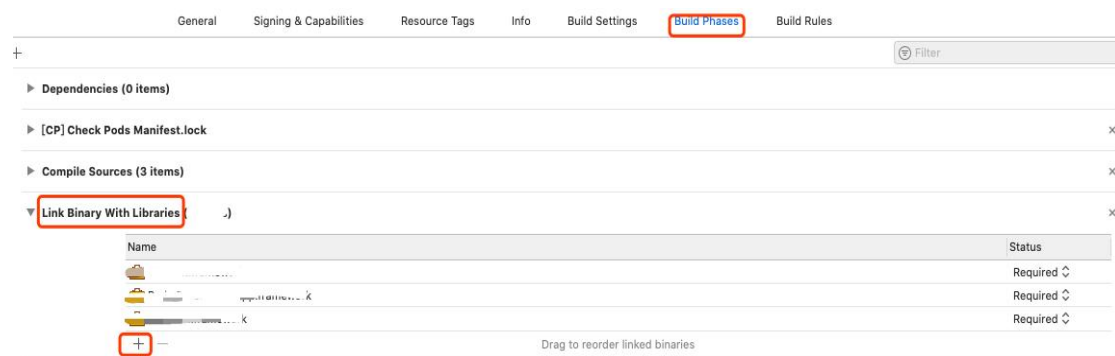 General Signing & Capabilities Resource Tags Info Build Settings Build Phases Build Rules
+ Filter
Dependencies (0 items)
[CP] Check Pods Manifest.lock
Compile Sources (3 items)
Link Binary With Libraries
Name Status
Required
Required
Required
+ − Drag to reorder linked binaries